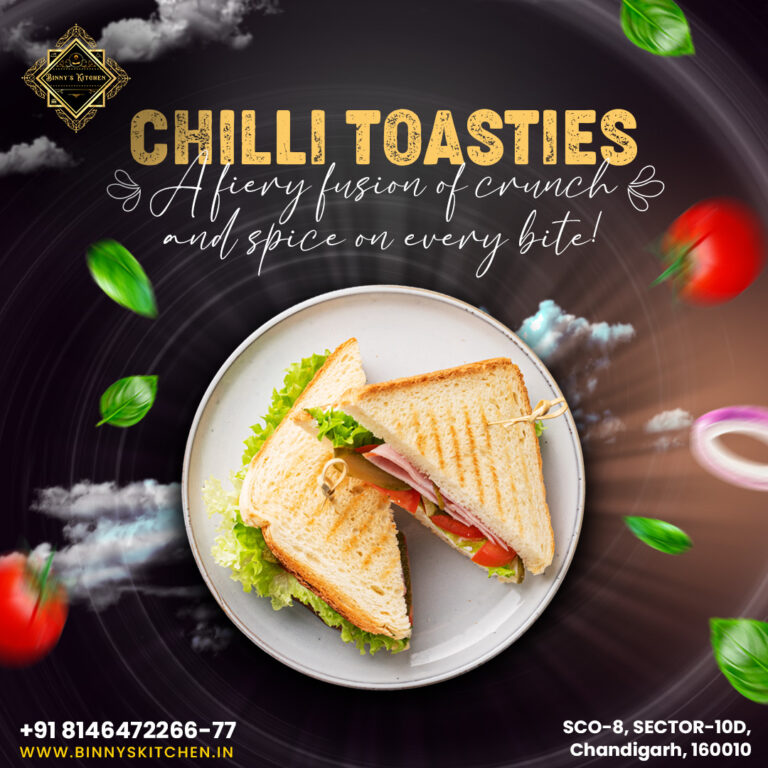 BINNY'S KITCHEN
CHILLI TOASTIES
A fiery fusion of crunch
and spice on every bite!
+91 8146472266-77
WWW.BINNYSKITCHEN.IN
SCO-8, SECTOR-10D,
Chandigarh, 160010